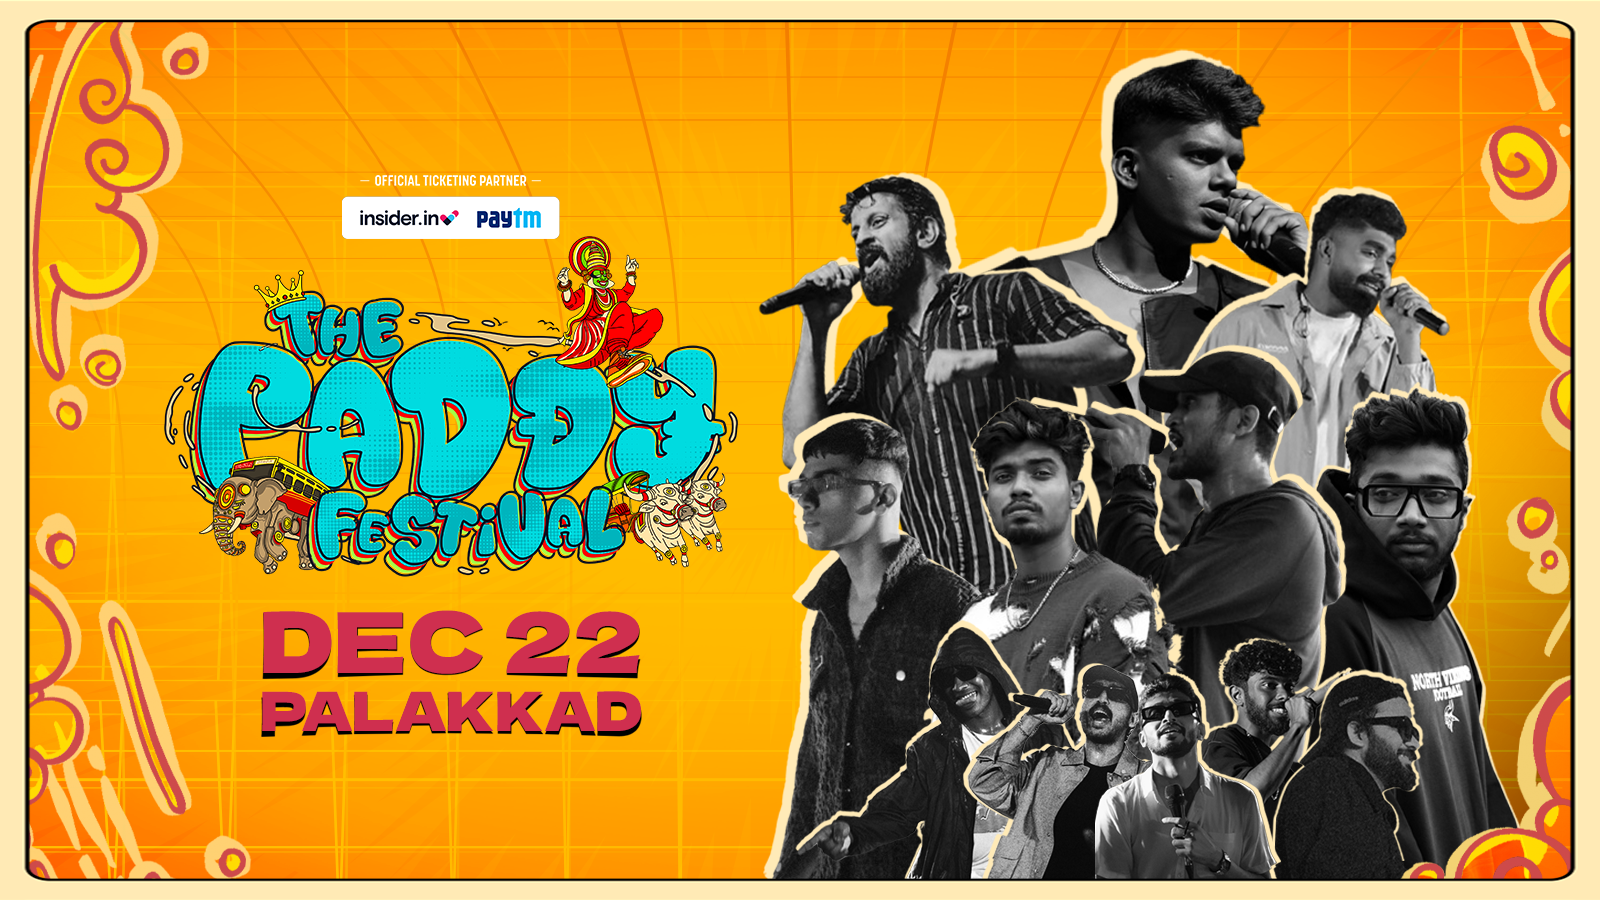 — OFFICIAL TICKETING PARTNER —
insider.in paytm
THE
PADDY
FESTIVAL
DEC 22
PALAKKAD